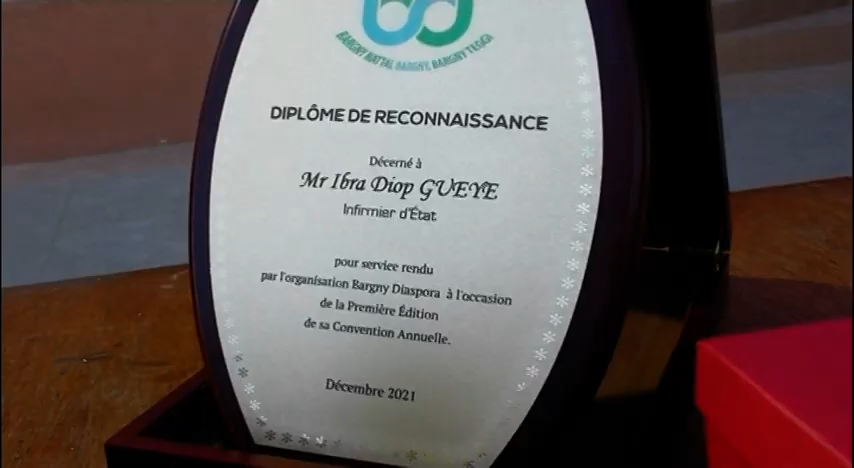 BARGNY NATTAL BARGNY, BARGNY TEGGI
DIPLÔME DE RECONNAISSANCE
Décerné à
Mr Ibra Diop GUEYE
Infirmier d'État
pour service rendu
par l'organisation Bargny Diaspora à l'occasion
de la Première Édition
de sa Convention Annuelle.
Décembre 2021